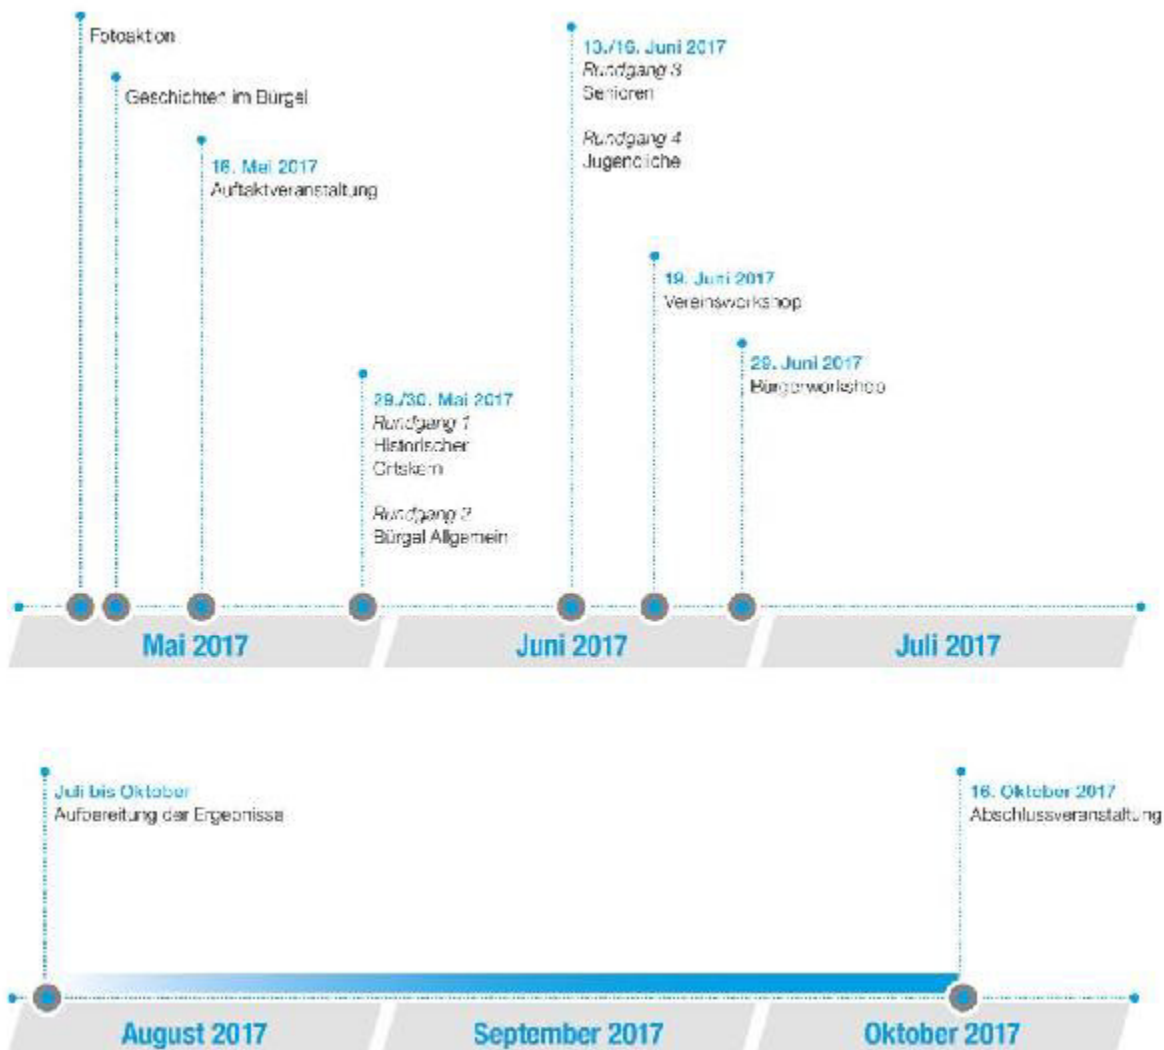 Fotoaktion
Geschichten im Bürgel
16. Mai 2017
Auftaktveranstaltung
29./30. Mai 2017
Rundgang 1
Historischer
Ortskern
Rundgang 2
Bürgel Allgemein
13./16. Juni 2017
Rundgang 3
Senioren
Rundgang 4
Jugendliche
19. Juni 2017
Vereinsworkshop
29. Juni 2017
Bürgerworkshop
Mai 2017
Juni 2017
Juli 2017
Juli bis Oktober
Aufbereitung der Ergebnisse
16. Oktober 2017
Abschlussveranstaltung
August 2017
September 2017
Oktober 2017